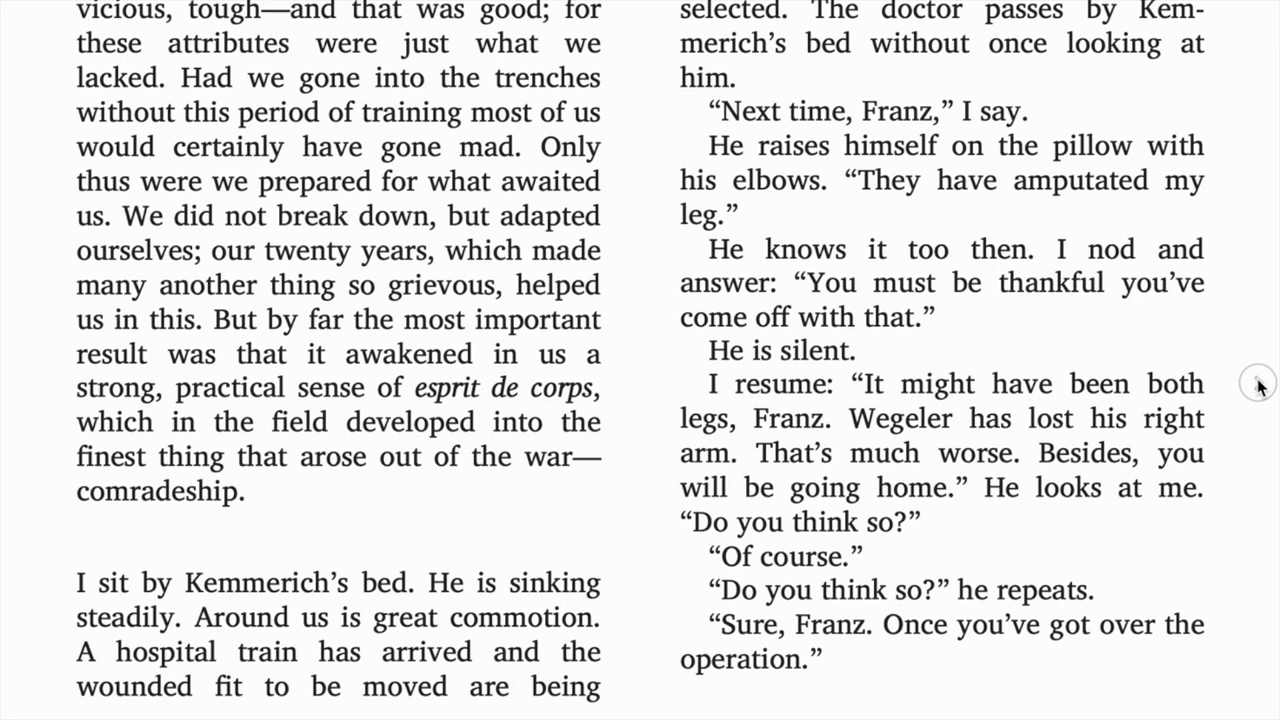 vicious, tough—and that was good; for
these attributes were just what we
lacked. Had we gone into the trenches
without this period of training most of us
would certainly have gone mad. Only
thus were we prepared for what awaited
us. We did not break down, but adapted
ourselves; our twenty years, which made
many another thing so grievous, helped
us in this. But by far the most important
result was that it awakened in us a
strong, practical sense of esprit de corps,
which in the field developed into the
finest thing that arose out of the war—
comradeship.
I sit by Kemmerich’s bed. He is sinking
steadily. Around us is great commotion.
A hospital train has arrived and the
wounded fit to be moved are being
selected. The doctor passes by Kem-
merich’s bed without once looking at
him.
“Next time, Franz,” I say.
He raises himself on the pillow with
his elbows. “They have amputated my
leg.”
He knows it too then. I nod and
answer: “You must be thankful you’ve
come off with that.”
He is silent.
I resume: “It might have been both
legs, Franz. Wegeler has lost his right
arm. That’s much worse. Besides, you
will be going home.” He looks at me.
“Do you think so?”
“Of course.”
“Do you think so?” he repeats.
“Sure, Franz. Once you’ve got over the
operation.”